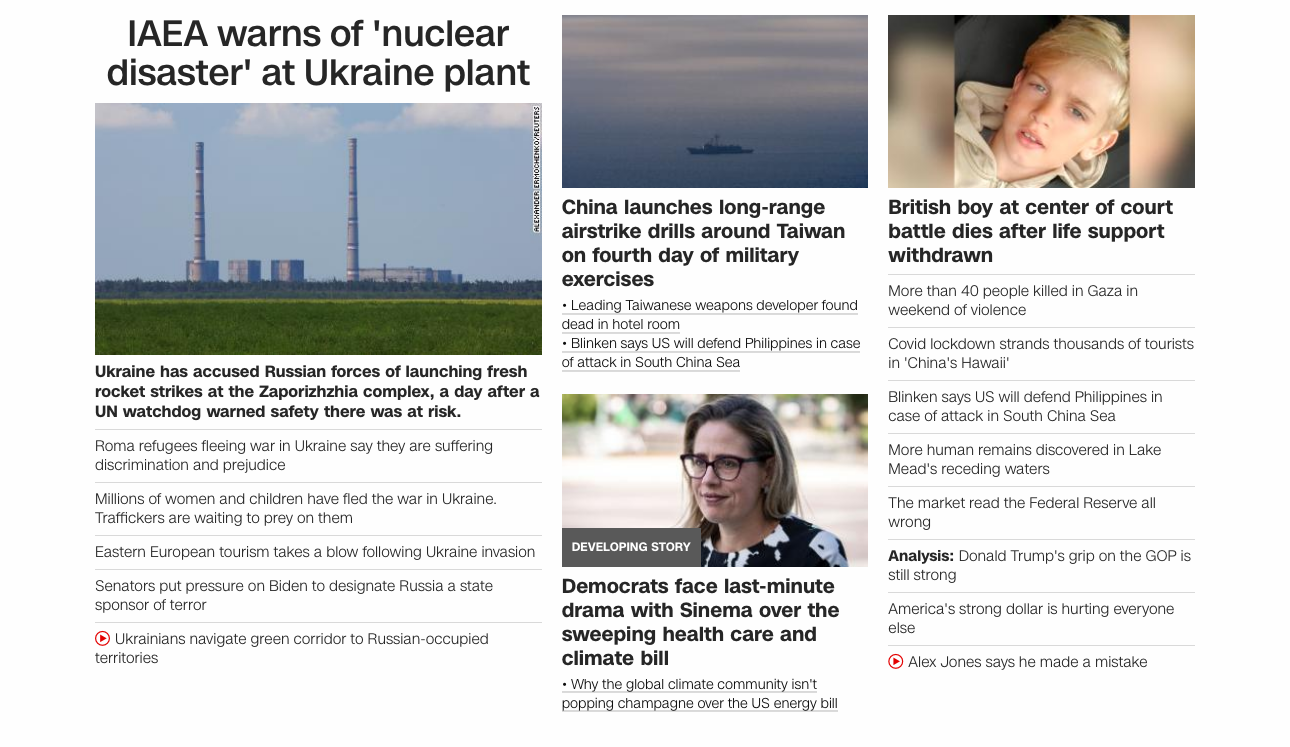 IAEA warns of 'nuclear
disaster' at Ukraine plant
ALEXANDER ERMOCHENKO/REUTERS
Ukraine has accused Russian forces of launching fresh
rocket strikes at the Zaporizhzhia complex, a day after a
UN watchdog warned safety there was at risk.
Roma refugees fleeing war in Ukraine say they are suffering
discrimination and prejudice
Millions of women and children have fled the war in Ukraine.
Traffickers are waiting to prey on them
Eastern European tourism takes a blow following Ukraine invasion
Senators put pressure on Biden to designate Russia a state
sponsor of terror
Ukrainians navigate green corridor to Russian-occupied
territories
China launches long-range
airstrike drills around Taiwan
on fourth day of military
exercises
• Leading Taiwanese weapons developer found
dead in hotel room
• Blinken says US will defend Philippines in case
of attack in South China Sea
DEVELOPING STORY
Democrats face last-minute
drama with Sinema over the
sweeping health care and
climate bill
• Why the global climate community isn't
popping champagne over the US energy bill
British boy at center of court
battle dies after life support
withdrawn
More than 40 people killed in Gaza in
weekend of violence
Covid lockdown strands thousands of tourists
in 'China's Hawaii'
Blinken says US will defend Philippines in
case of attack in South China Sea
More human remains discovered in Lake
Mead's receding waters
The market read the Federal Reserve all
wrong
Analysis: Donald Trump's grip on the GOP is
still strong
America's strong dollar is hurting everyone
else
Alex Jones says he made a mistake